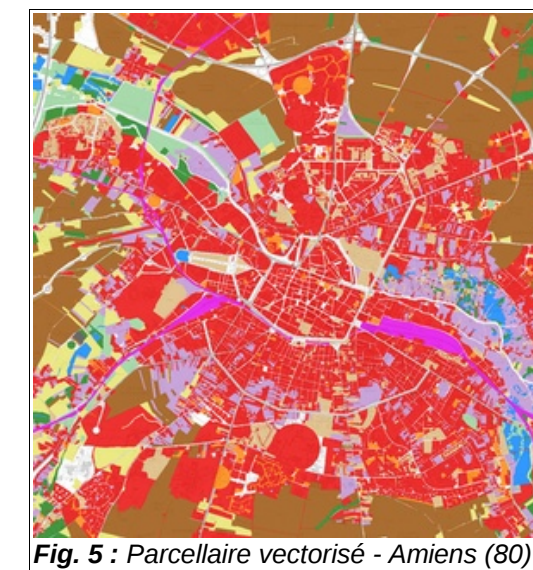 Fig. 5 : Parcellaire vectorisé - Amiens (80)